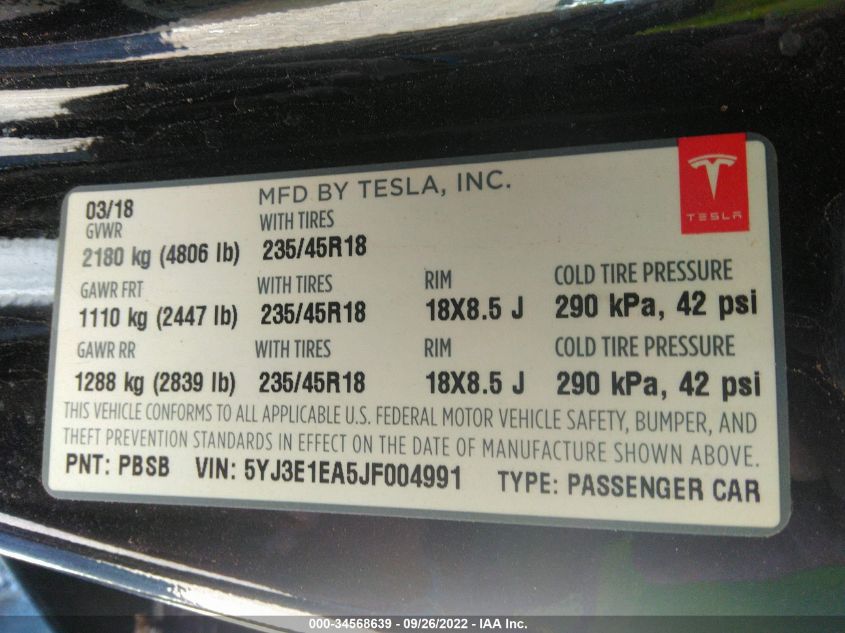 MFD BY TESLA, INC.
TESLA
03/18
GVWR WITH TIRES
2180 kg (4806 lb) 235/45R18
GAWR FRT WITH TIRES RIM COLD TIRE PRESSURE
1110 kg (2447 lb) 235/45R18 18X8.5 J 290 kPa, 42 psi
GAWR RR WITH TIRES RIM COLD TIRE PRESSURE
1288 kg (2839 lb) 235/45R18 18X8.5 J 290 kPa, 42 psi
THIS VEHICLE CONFORMS TO ALL APPLICABLE U.S. FEDERAL MOTOR VEHICLE SAFETY, BUMPER, AND
THEFT PREVENTION STANDARDS IN EFFECT ON THE DATE OF MANUFACTURE SHOWN ABOVE.
PNT: PBSB VIN: 5YJ3E1EA5JF004991 TYPE: PASSENGER CAR
000-34568639 - 09/26/2022 - IAA Inc.